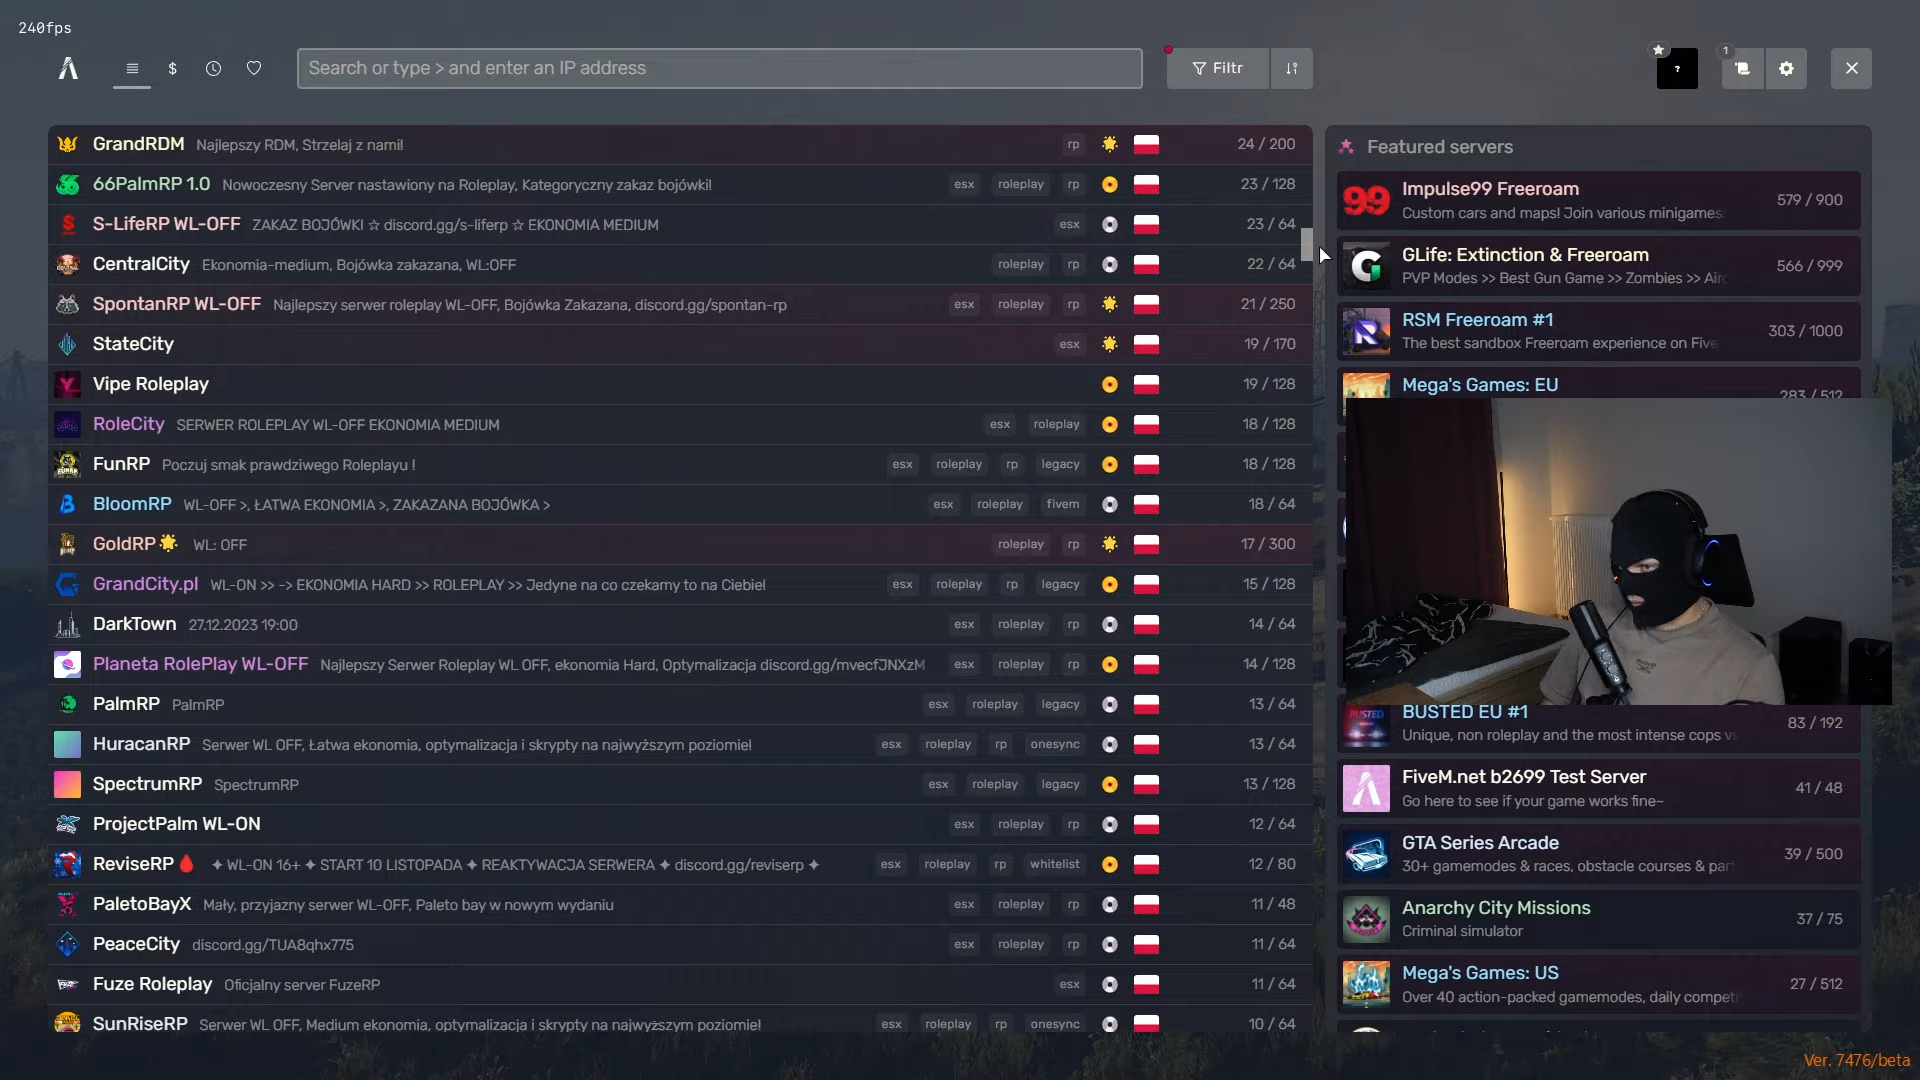 240fps
$
Search or type > and enter an IP address
Filtr
?
1
GrandRDM Najlepszy RDM, Strzelaj z nami! rp 24 / 200
66PalmRP 1.0 Nowoczesny Server nastawiony na Roleplay, Kategoryczny zakaz bojówki! esx roleplay rp 23 / 128
S-LifeRP WL-OFF ZAKAZ BOJÓWKI ☆ discord.gg/s-liferp ☆ EKONOMIA MEDIUM esx 23 / 64
CentralCity Ekonomia-medium, Bojówka zakazana, WL:OFF roleplay rp 22 / 64
SpontanRP WL-OFF Najlepszy serwer roleplay WL-OFF, Bojówka Zakazana, discord.gg/spontan-rp esx roleplay rp 21 / 250
StateCity esx 19 / 170
Vipe Roleplay 19 / 128
RoleCity SERWER ROLEPLAY WL-OFF EKONOMIA MEDIUM esx roleplay 18 / 128
FunRP Poczuj smak prawdziwego Roleplayu ! esx roleplay rp legacy 18 / 128
BloomRP WL-OFF >, ŁATWA EKONOMIA >, ZAKAZANA BOJÓWKA > esx roleplay fivem 18 / 64
GoldRP WL: OFF roleplay rp 17 / 300
GrandCity.pl WL-ON >> -> EKONOMIA HARD >> ROLEPLAY >> Jedyne na co czekamy to na Ciebie! esx roleplay rp legacy 15 / 128
DarkTown 27.12.2023 19:00 esx roleplay rp 14 / 64
Planeta RolePlay WL-OFF Najlepszy Serwer Roleplay WL OFF, ekonomia Hard, Optymalizacja discord.gg/mvecfJNXzM esx roleplay rp 14 / 128
PalmRP PalmRP esx roleplay legacy 13 / 64
HuracanRP Serwer WL OFF, Łatwa ekonomia, optymalizacja i skrypty na najwyższym poziomie! esx roleplay rp onesync 13 / 64
SpectrumRP SpectrumRP esx roleplay legacy 13 / 128
ProjectPalm WL-ON esx roleplay rp 12 / 64
ReviseRP ✦ WL-ON 16+ ✦ START 10 LISTOPADA ✦ REAKTYWACJA SERWERA ✦ discord.gg/reviserp ✦ esx roleplay rp whitelist 12 / 80
PaletoBayX Mały, przyjazny serwer WL-OFF, Paleto bay w nowym wydaniu esx roleplay rp 11 / 48
PeaceCity discord.gg/TUA8qhx775 esx roleplay rp 11 / 64
Fuze Roleplay Oficjalny server FuzeRP esx 11 / 64
SunRiseRP Serwer WL OFF, Medium ekonomia, optymalizacja i skrypty na najwyższym poziomie! esx roleplay rp onesync 10 / 64
Featured servers
99
Impulse99 Freeroam 579 / 900
Custom cars and maps! Join various minigames
GLife: Extinction & Freeroam 566 / 999
PVP Modes >> Best Gun Game >> Zombies >> Air
RSM Freeroam #1 303 / 1000
The best sandbox Freeroam experience on Five
Mega's Games: EU 283 / 512
BUSTED
BUSTED EU #1 83 / 192
Unique, non roleplay and the most intense cops v
FiveM.net b2699 Test Server 41 / 48
Go here to see if your game works fine~
GTA Series Arcade 39 / 500
30+ gamemodes & races, obstacle courses & par
Anarchy City Missions 37 / 75
Criminal simulator
Mega's Games: US 27 / 512
Over 40 action-packed gamemodes, daily compet
Ver. 7476/beta